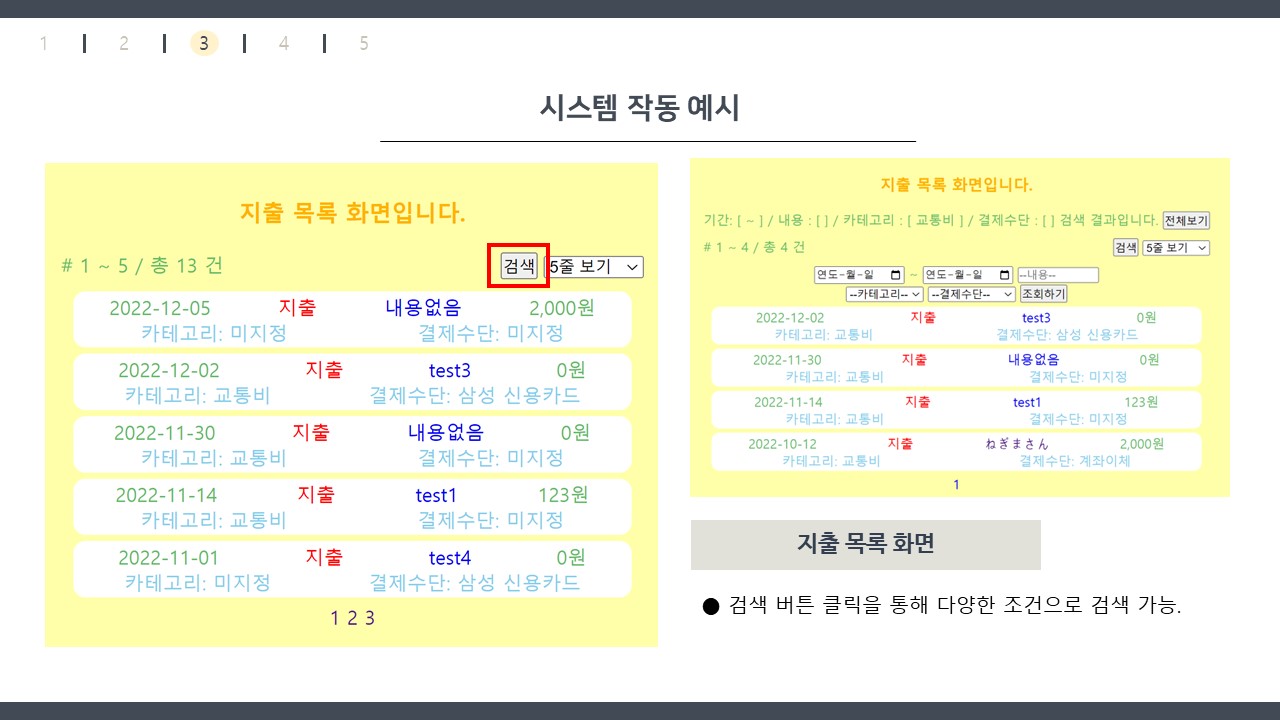 1 | 2 | 3 | 4 | 5
시스템 작동 예시
지출 목록 화면입니다.
# 1 ~ 5 / 총 13 건
검색 5줄 보기
2022-12-05 지출 내용없음 2,000원
카테고리: 미지정 결제수단: 미지정
2022-12-02 지출 test3 0원
카테고리: 교통비 결제수단: 삼성 신용카드
2022-11-30 지출 내용없음 0원
카테고리: 교통비 결제수단: 미지정
2022-11-14 지출 test1 123원
카테고리: 교통비 결제수단: 미지정
2022-11-01 지출 test4 0원
카테고리: 미지정 결제수단: 삼성 신용카드
1 2 3
지출 목록 화면입니다.
기간: [ ~ ] / 내용 : [ ] / 카테고리 : [ 교통비 ] / 결제수단 : [ ] 검색 결과입니다. 전체보기
# 1 ~ 4 / 총 4 건 검색 5줄 보기
연도-월-일 ~ 연도-월-일 --내용--
--카테고리-- --결제수단-- 조회하기
2022-12-02 지출 test3 0원
카테고리: 교통비 결제수단: 삼성 신용카드
2022-11-30 지출 내용없음 0원
카테고리: 교통비 결제수단: 미지정
2022-11-14 지출 test1 123원
카테고리: 교통비 결제수단: 미지정
2022-10-12 지출 ねぎまさん 2,000원
카테고리: 교통비 결제수단: 계좌이체
1
지출 목록 화면
● 검색 버튼 클릭을 통해 다양한 조건으로 검색 가능.